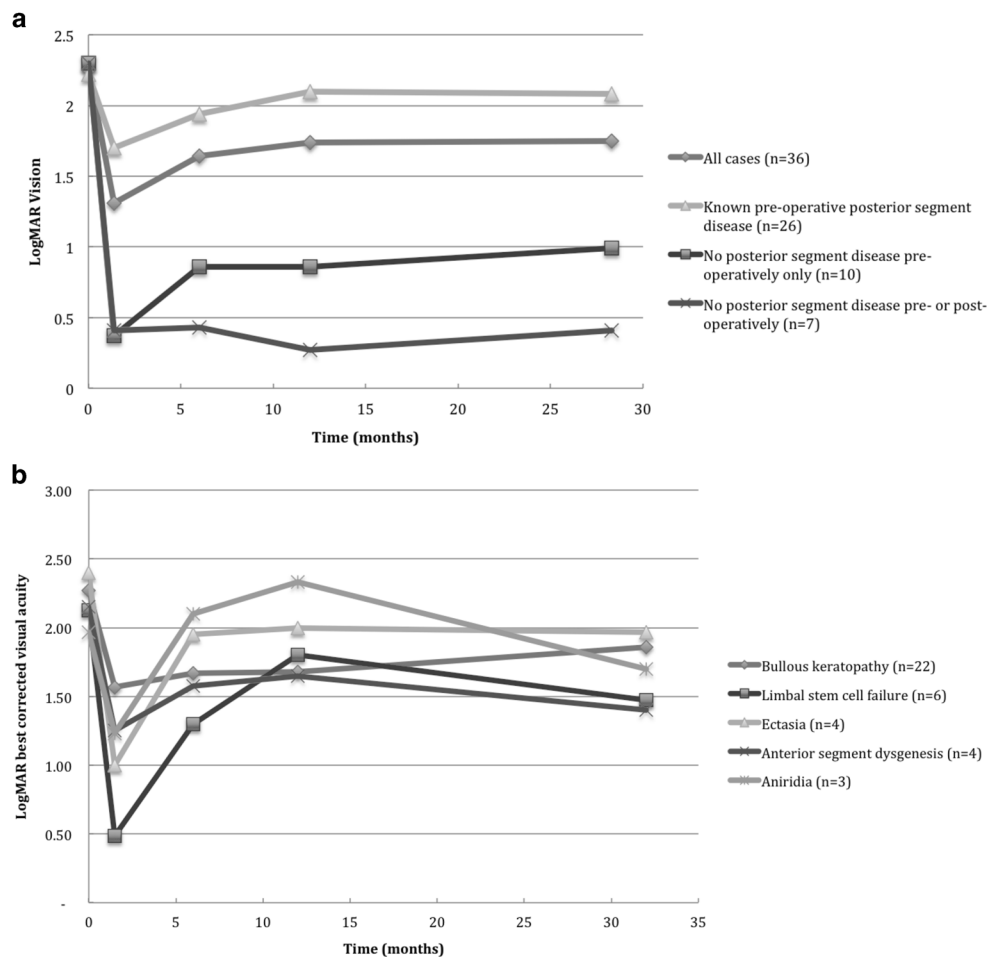 a
2.5
2
1.5
1
0.5
0
LogMAR Vision
0 5 10 15 20 25 30
Time (months)
All cases (n=36)
Known pre-operative posterior segment
disease (n=26)
No posterior segment disease pre-
operatively only (n=10)
No posterior segment disease pre- or post-
operatively (n=7)
b
3.00
2.50
2.00
1.50
1.00
0.50
-
LogMAR best corrected visual acuity
0 5 10 15 20 25 30 35
Time (months)
Bullous keratopathy (n=22)
Limbal stem cell failure (n=6)
Ectasia (n=4)
Anterior segment dysgenesis (n=4)
Aniridia (n=3)